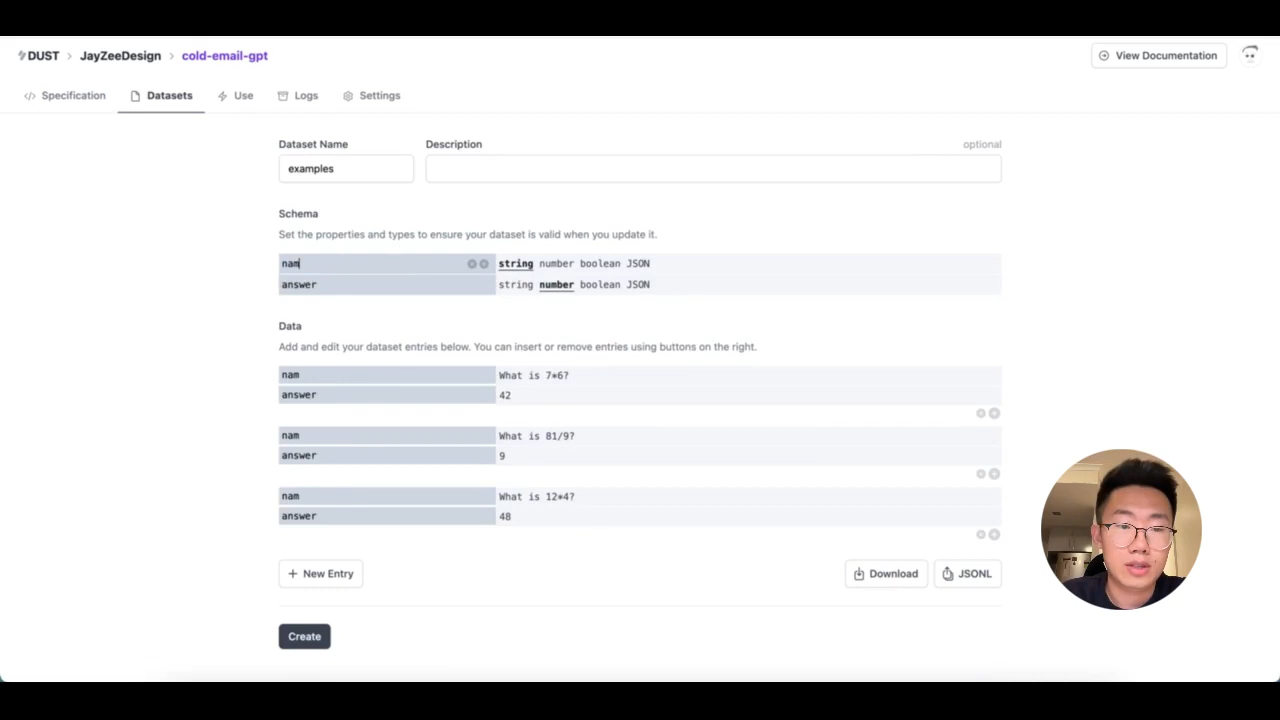 DUST > JayZeeDesign > cold-email-gpt
View Documentation
Specification Datasets Use Logs Settings
Dataset Name Description optional
examples
Schema
Set the properties and types to ensure your dataset is valid when you update it.
nam string number boolean JSON
answer string number boolean JSON
Data
Add and edit your dataset entries below. You can insert or remove entries using buttons on the right.
nam What is 7*6?
answer 42
nam What is 81/9?
answer 9
nam What is 12*4?
answer 48
New Entry Download JSONL
Create